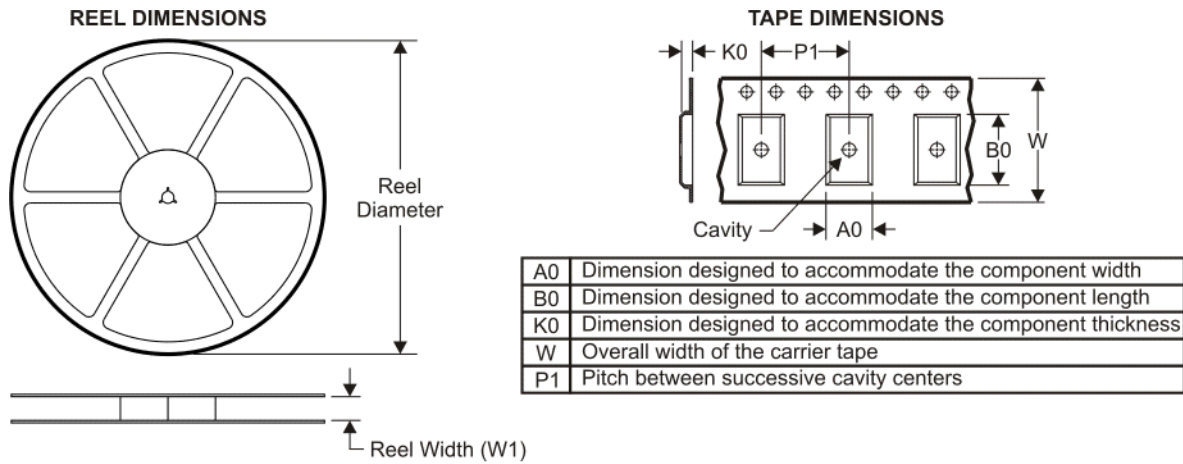 REEL DIMENSIONS
Reel
Diameter
Reel Width (W1)
TAPE DIMENSIONS
K0
P1
B0
W
Cavity
A0
A0 Dimension designed to accommodate the component width
B0 Dimension designed to accommodate the component length
K0 Dimension designed to accommodate the component thickness
W Overall width of the carrier tape
P1 Pitch between successive cavity centers